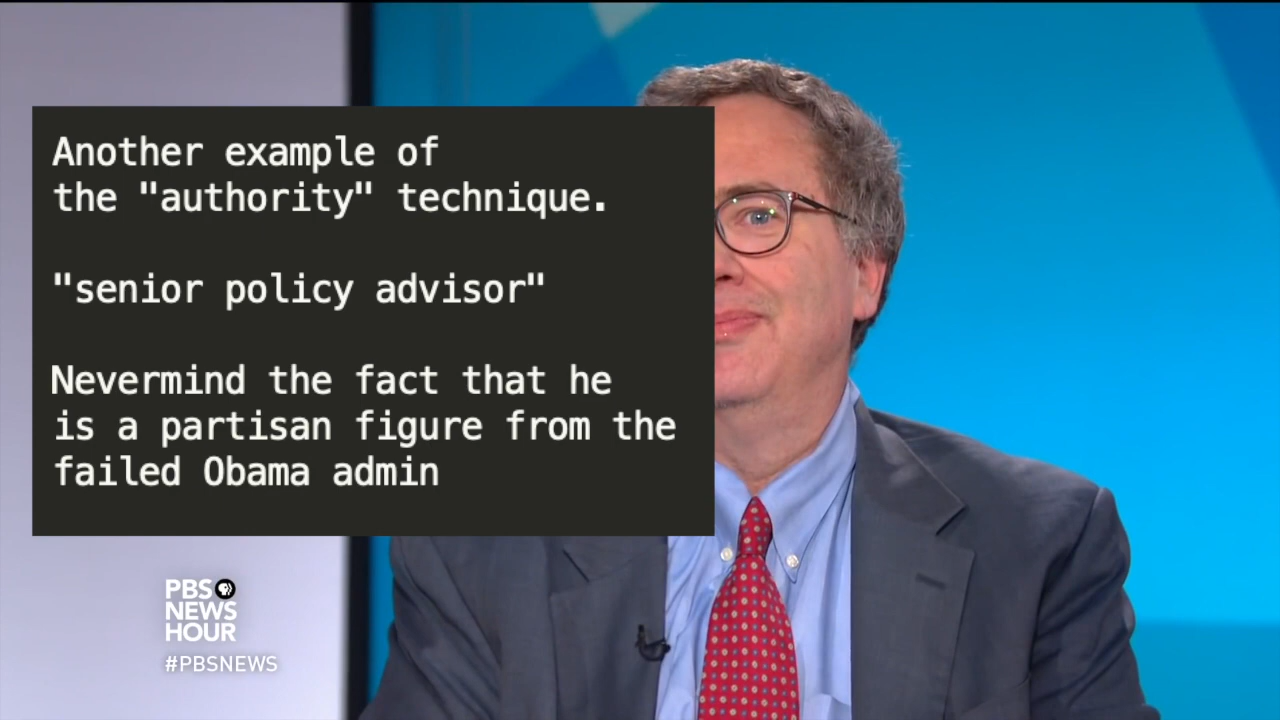 Another example of
the "authority" technique.
"senior policy advisor"
Nevermind the fact that he
is a partisan figure from the
failed Obama admin
PBS
NEWS
HOUR
#PBSNEWS